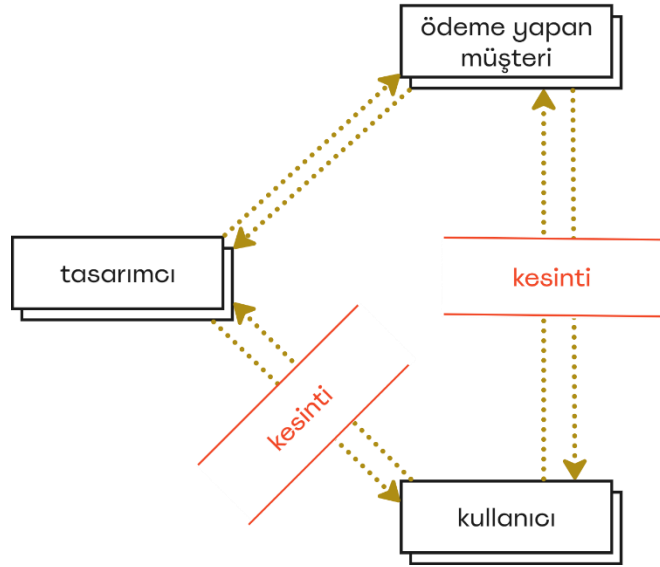 ödeme yapan
müşteri
tasarımcı
kesinti
kesinti
kullanıcı